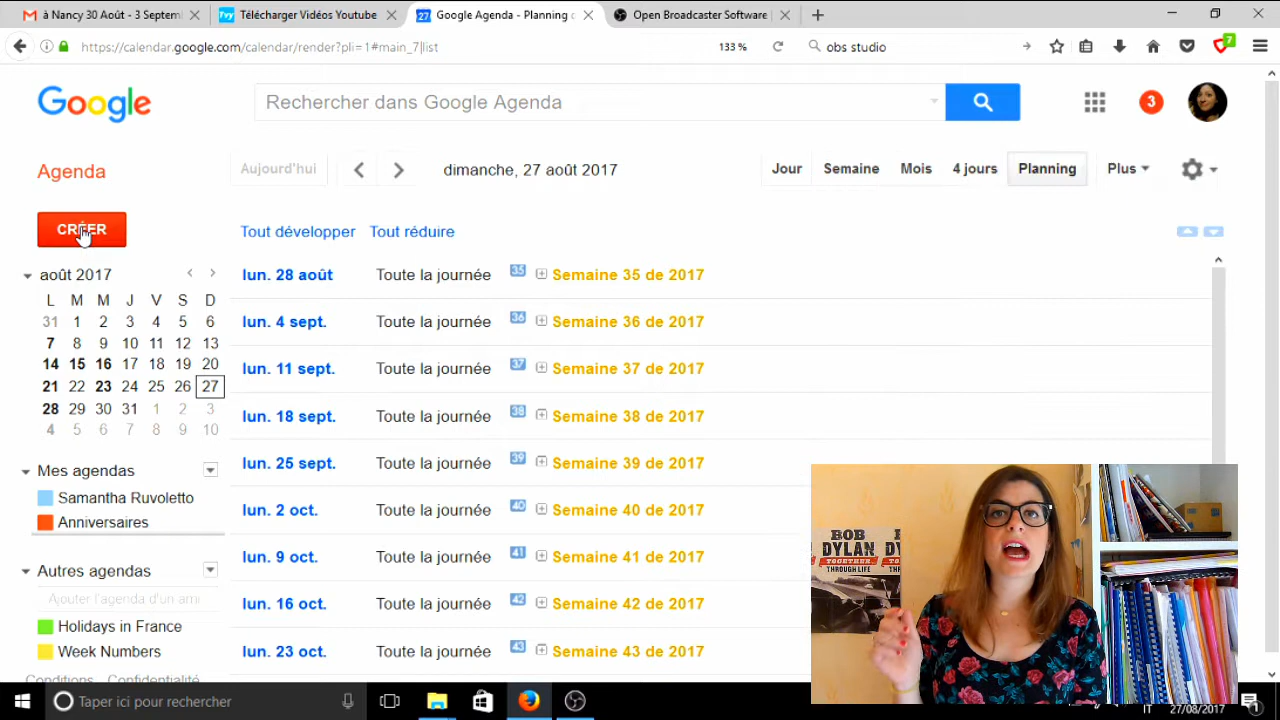 à Nancy 30 Août - 3 Septem
Télécharger Vidéos Youtube
Google Agenda - Planning
Open Broadcaster Software
https://calendar.google.com/calendar/render?pli=1#main_7|list
133 %
obs studio
7
Google
Rechercher dans Google Agenda
3
Agenda
Aujourd'hui
dimanche, 27 août 2017
Jour Semaine Mois 4 jours Planning Plus
CRÉER
Tout développer Tout réduire
août 2017
L M M J V S D
31 1 2 3 4 5 6
7 8 9 10 11 12 13
14 15 16 17 18 19 20
21 22 23 24 25 26 27
28 29 30 31 1 2 3
4 5 6 7 8 9 10
Mes agendas
Samantha Ruvoletto
Anniversaires
Autres agendas
Ajouter l'agenda d'un ami
Holidays in France
Week Numbers
Conditions Confidentialité
lun. 28 août Toute la journée 35 Semaine 35 de 2017
lun. 4 sept. Toute la journée 36 Semaine 36 de 2017
lun. 11 sept. Toute la journée 37 Semaine 37 de 2017
lun. 18 sept. Toute la journée 38 Semaine 38 de 2017
lun. 25 sept. Toute la journée 39 Semaine 39 de 2017
lun. 2 oct. Toute la journée 40 Semaine 40 de 2017
lun. 9 oct. Toute la journée 41 Semaine 41 de 2017
lun. 16 oct. Toute la journée 42 Semaine 42 de 2017
lun. 23 oct. Toute la journée 43 Semaine 43 de 2017
BOB
DYLAN
TOGETHER
THROUGH LIFE
Taper ici pour rechercher
IT
27/08/2017
1